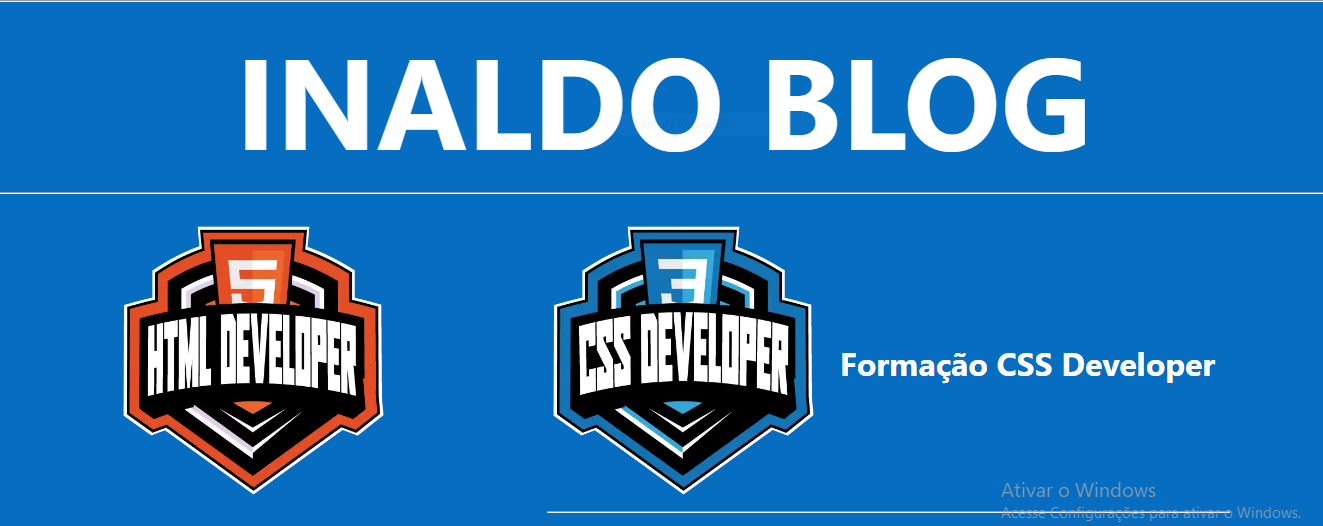 INALDO BLOG
5
HTML DEVELOPER
3
CSS DEVELOPER
Formação CSS Developer
Ativar o Windows
Acesse Configurações para ativar o Windows.